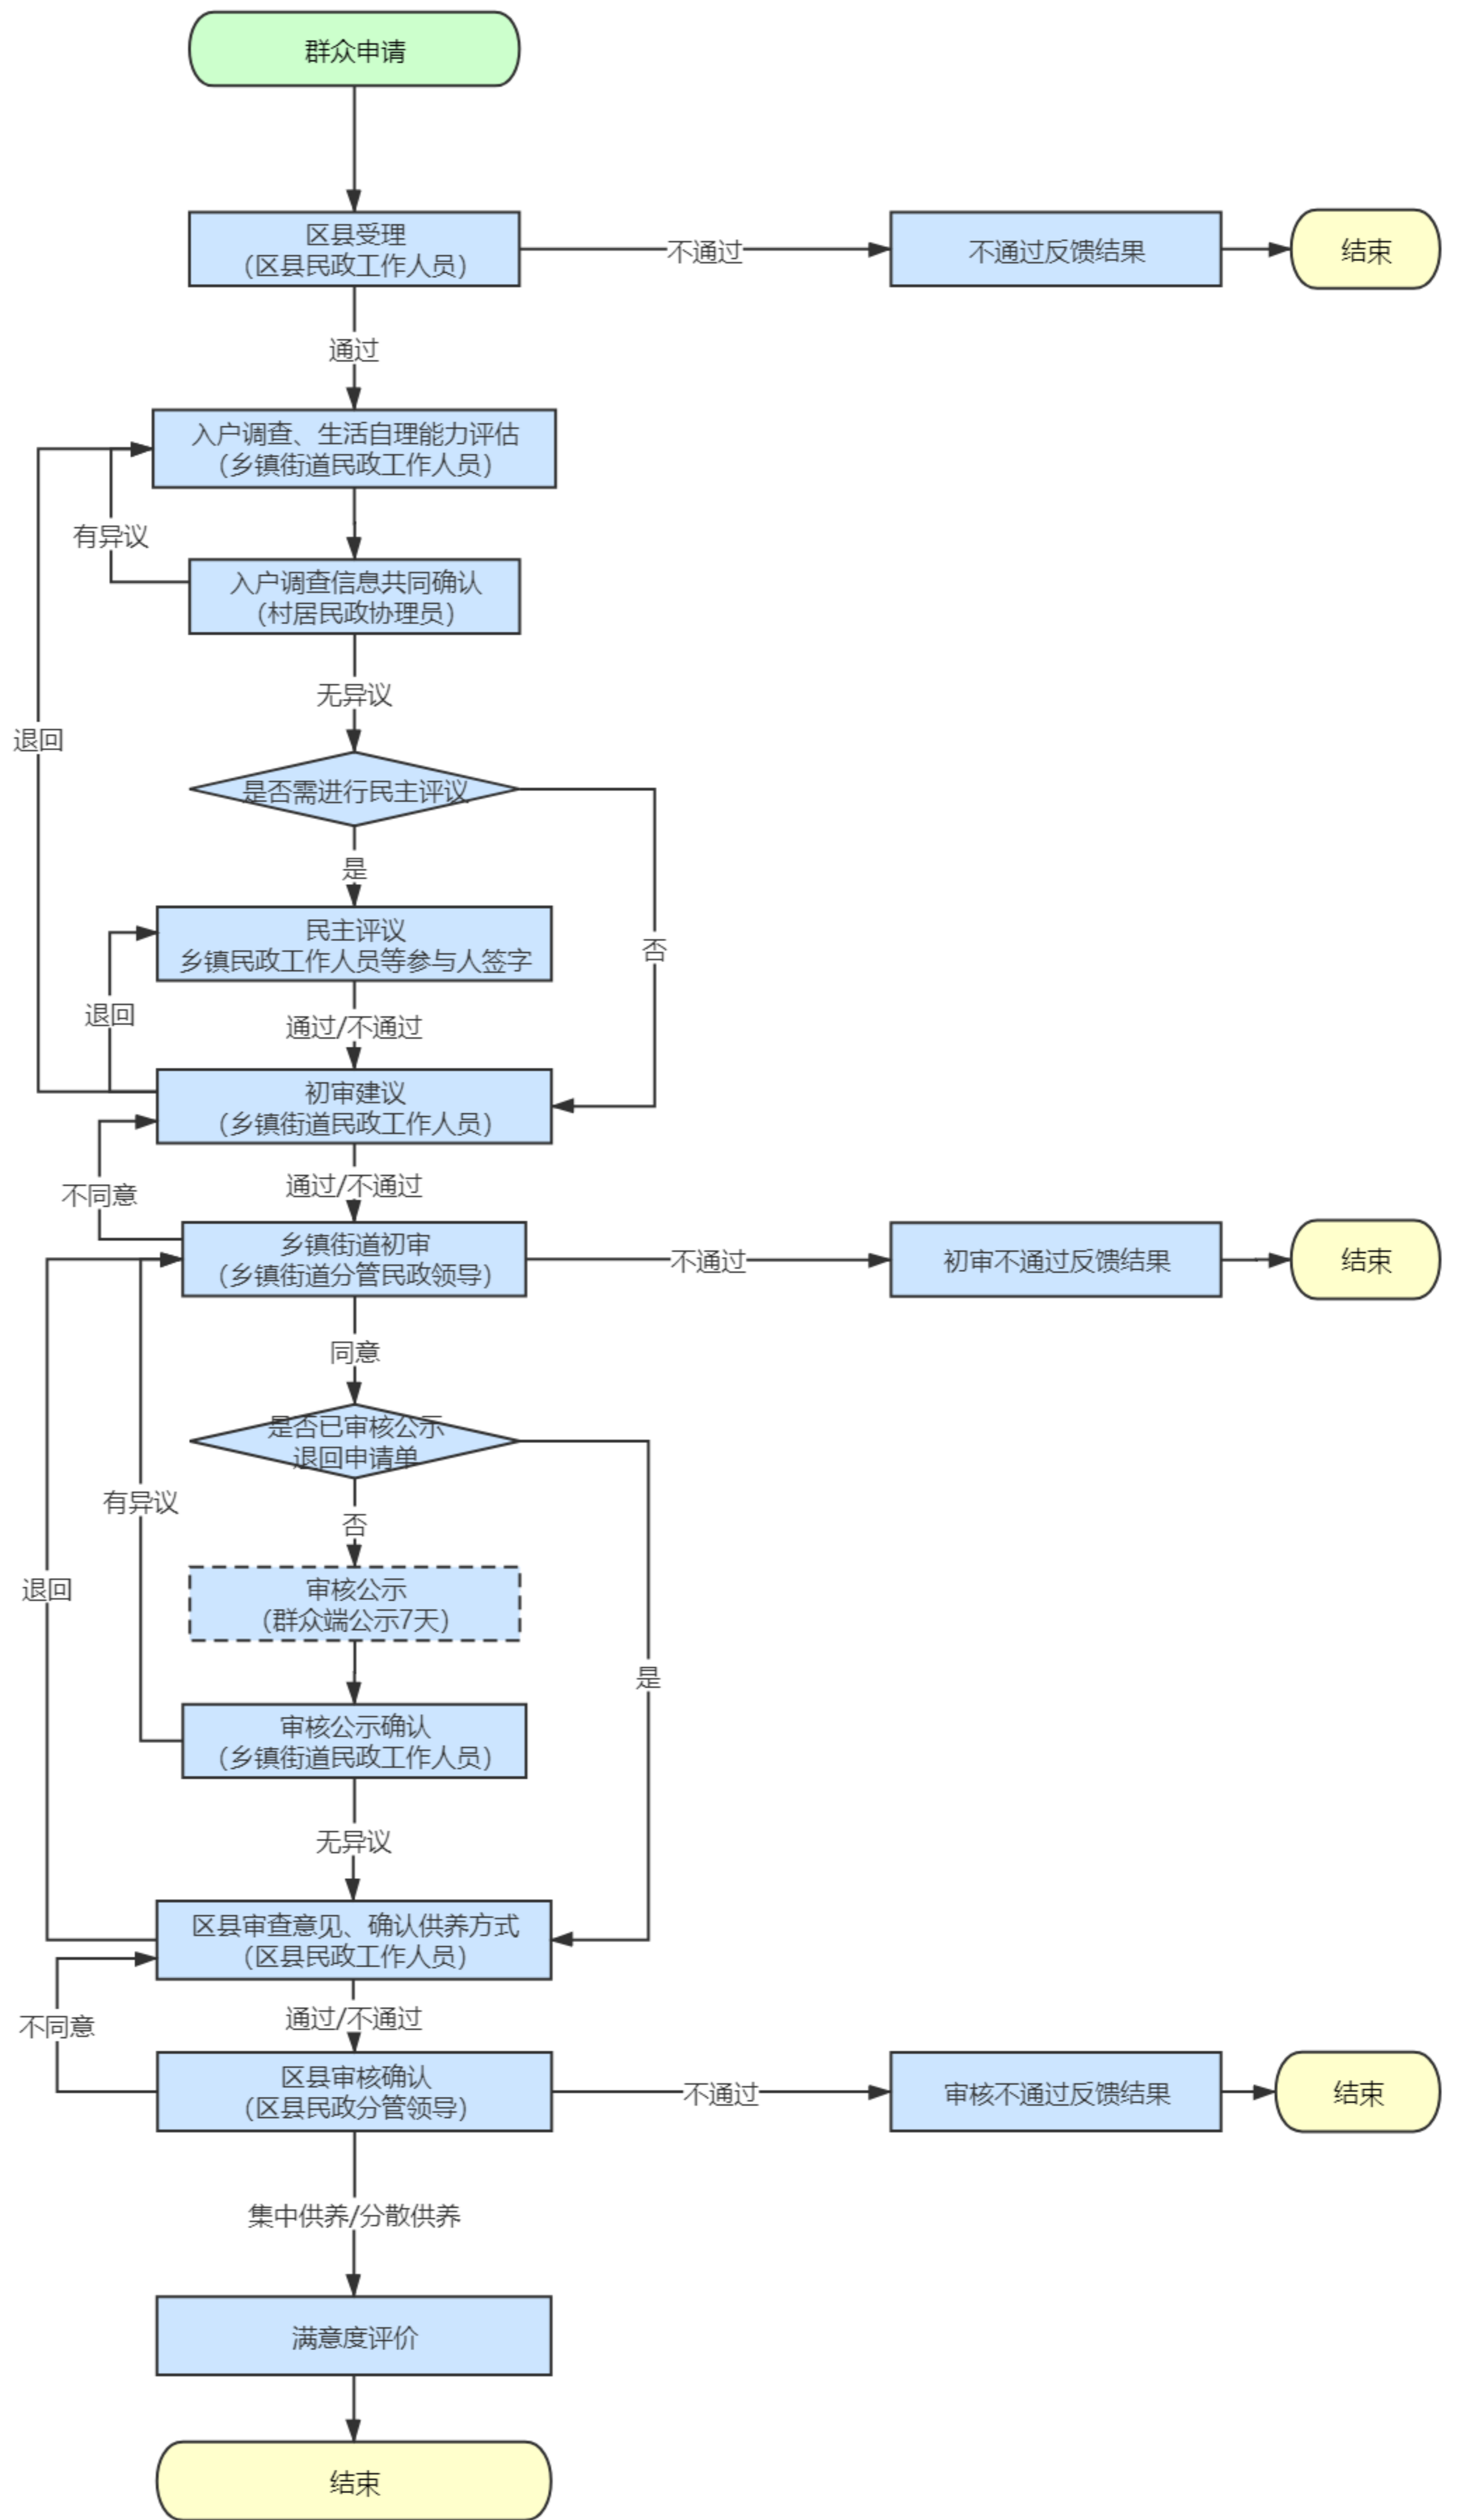 群众申请
区县受理
（区县民政工作人员）
不通过
不通过反馈结果
结束
通过
入户调查、生活自理能力评估
（乡镇街道民政工作人员）
有异议
入户调查信息共同确认
（村居民政协理员）
无异议
退回
是否需进行民主评议
是
否
民主评议
乡镇民政工作人员等参与人签字
退回
通过/不通过
初审建议
（乡镇街道民政工作人员）
不同意
通过/不通过
乡镇街道初审
（乡镇街道分管民政领导）
不通过
初审不通过反馈结果
结束
同意
是否已审核公示
退回申请单
有异议
否
退回
审核公示
（群众端公示7天）
是
审核公示确认
（乡镇街道民政工作人员）
无异议
区县审查意见、确认供养方式
（区县民政工作人员）
不同意
通过/不通过
区县审核确认
（区县民政分管领导）
不通过
审核不通过反馈结果
结束
集中供养/分散供养
满意度评价
结束